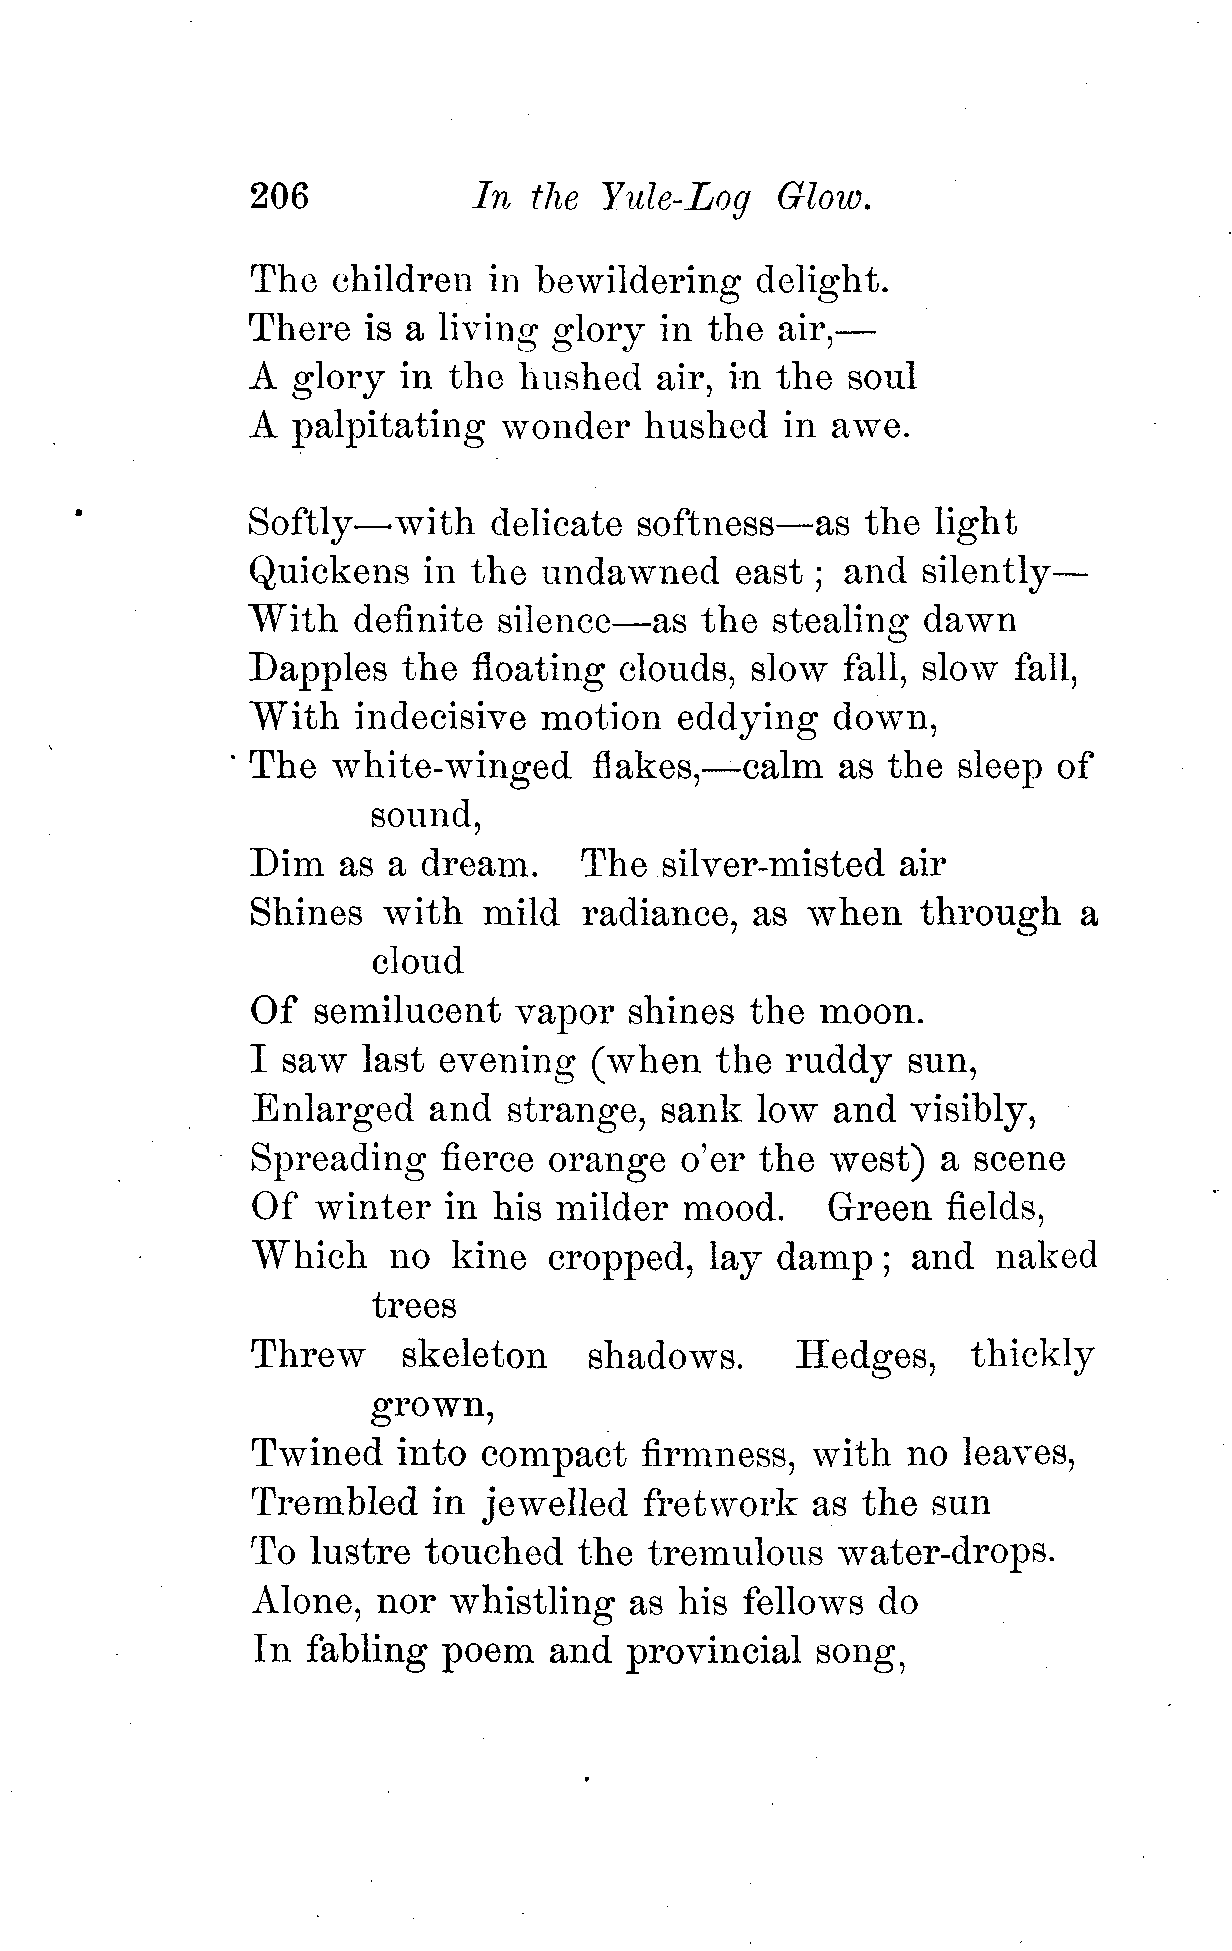 206 In the Yule-Log Glow.
The children in bewildering delight.
There is a living glory in the air,—
A glory in the hushed air, in the soul
A palpitating wonder hushed in awe.
Softly—with delicate softness—as the light
Quickens in the undawned east; and silently—
With definite silence—as the stealing dawn
Dapples the floating clouds, slow fall, slow fall,
With indecisive motion eddying down,
The white-winged flakes,—calm as the sleep of
sound,
Dim as a dream. The silver-misted air
Shines with mild radiance, as when through a
cloud
Of semilucent vapor shines the moon.
I saw last evening (when the ruddy sun,
Enlarged and strange, sank low and visibly,
Spreading fierce orange o'er the west) a scene
Of winter in his milder mood. Green fields,
Which no kine cropped, lay damp; and naked
trees
Threw skeleton shadows. Hedges, thickly
grown,
Twined into compact firmness, with no leaves,
Trembled in jewelled fretwork as the sun
To lustre touched the tremulous water-drops.
Alone, nor whistling as his fellows do
In fabling poem and provincial song,